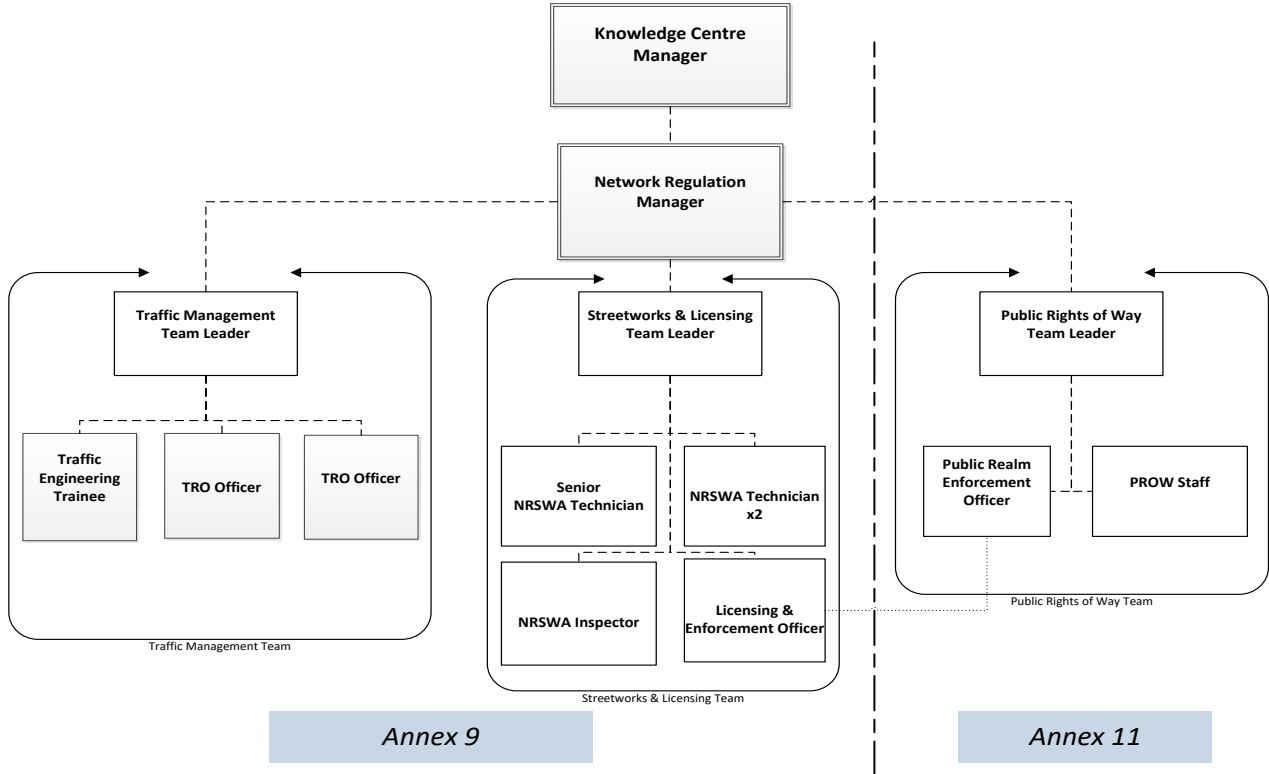 Knowledge Centre
Manager
Network Regulation
Manager
Traffic Management
Team Leader
Streetworks & Licensing
Team Leader
Public Rights of Way
Team Leader
Traffic
Engineering
Trainee
TRO Officer
TRO Officer
Senior
NRSWA Technician
NRSWA Technician
x2
Public Realm
Enforcement
Officer
PROW Staff
NRSWA Inspector
Licensing &
Enforcement Officer
Traffic Management Team
Streetworks & Licensing Team
Public Rights of Way Team
Annex 9
Annex 11